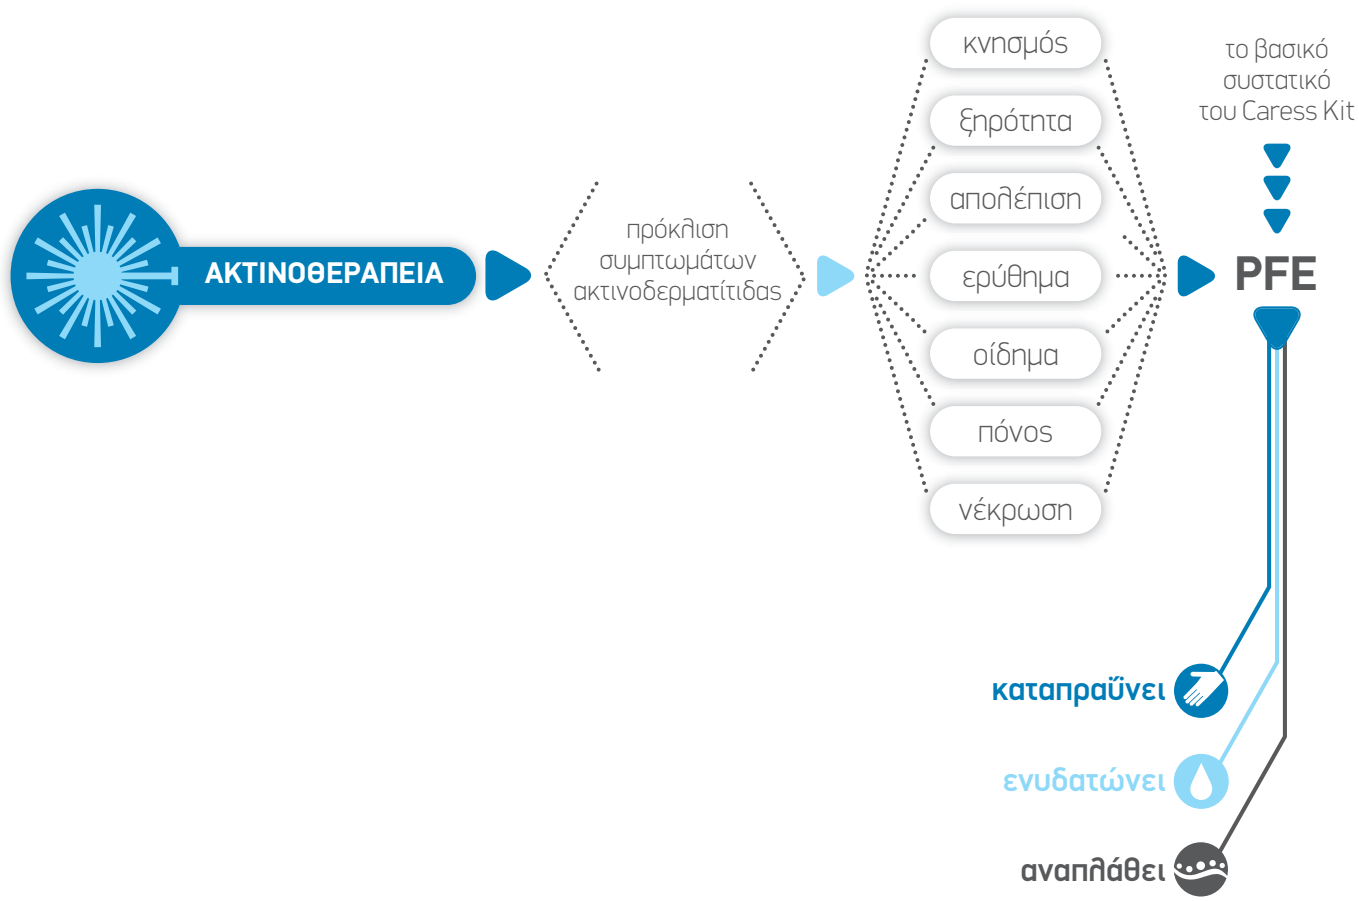 ΑΚΤΙΝΟΘΕΡΑΠΕΙΑ
πρόκλιση
συμπτωμάτων
ακτινοδερματίτιδας
κνησμός
ξηρότητα
απολέπιση
ερύθημα
οίδημα
πόνος
νέκρωση
το βασικό
συστατικό
του Caress Kit
PFE
καταπραΰνει
ενυδατώνει
αναπλάθει